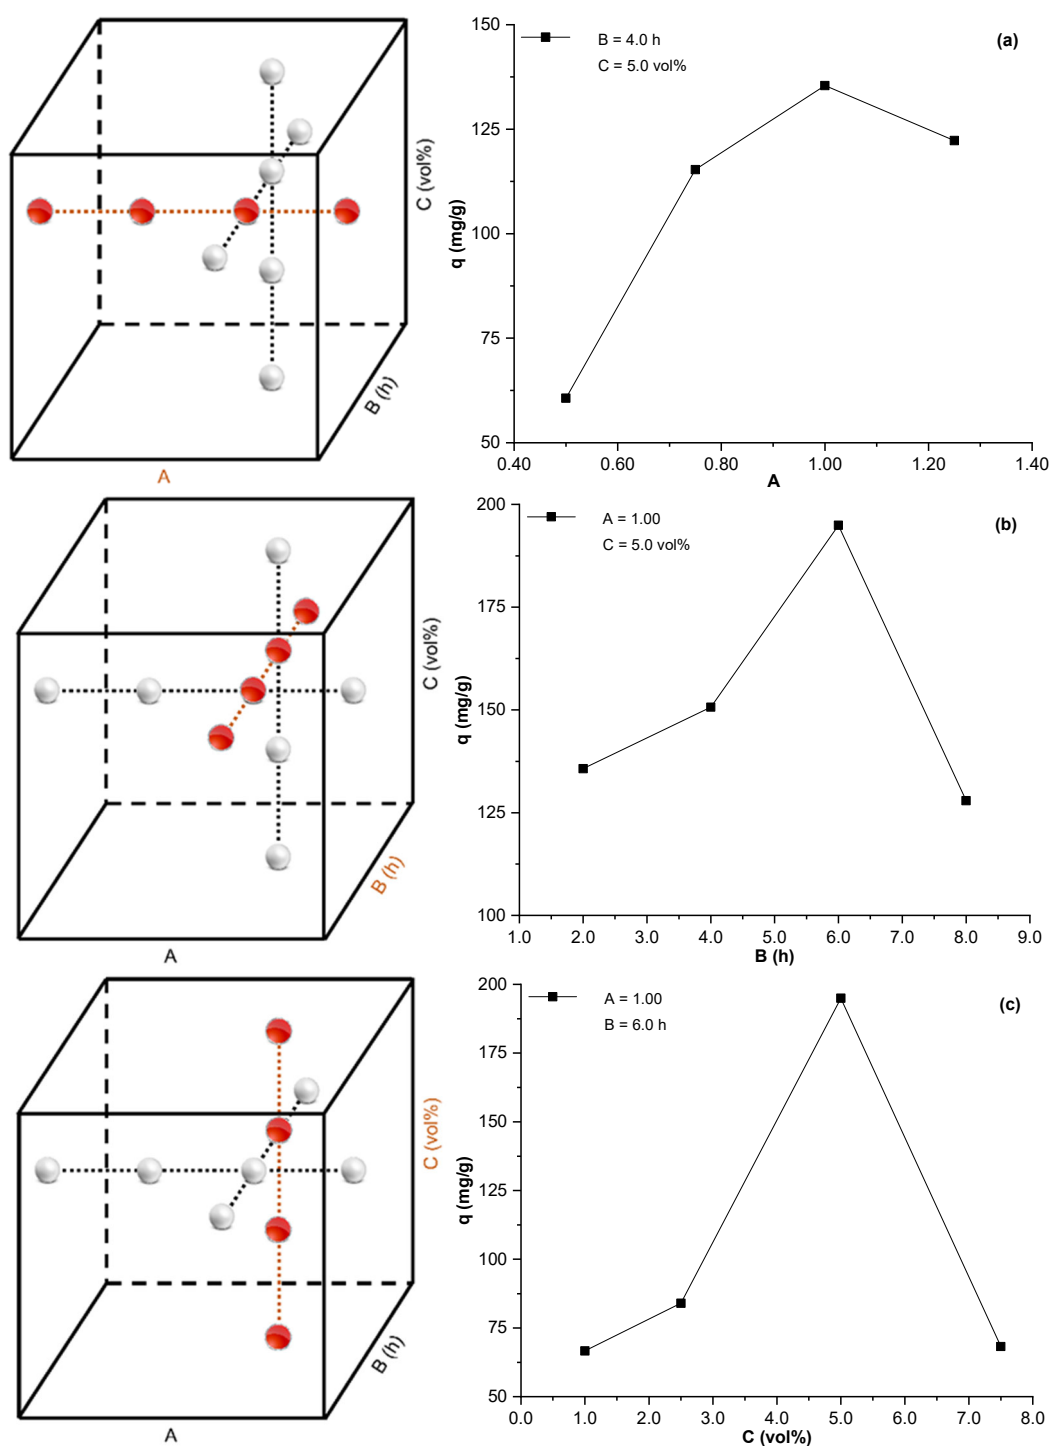 C (vol%)
B (h)
A
B = 4.0 h
C = 5.0 vol%
(a)
150
125
100
75
50
q (mg/g)
0.40 0.60 0.80 1.00 1.20 1.40
A
C (vol%)
B (h)
A
A = 1.00
C = 5.0 vol%
(b)
200
175
150
125
100
q (mg/g)
1.0 2.0 3.0 4.0 5.0 6.0 7.0 8.0 9.0
B (h)
C (vol%)
B (h)
A
A = 1.00
B = 6.0 h
(c)
200
175
150
125
100
75
50
q (mg/g)
0.0 1.0 2.0 3.0 4.0 5.0 6.0 7.0 8.0
C (vol%)